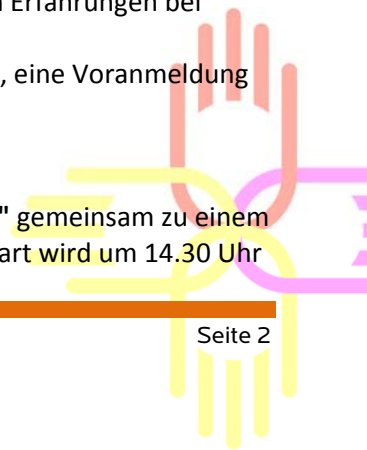 Erfahrungen bei
, eine Voranmeldung
" gemeinsam zu einem
art wird um 14.30 Uhr
Seite 2